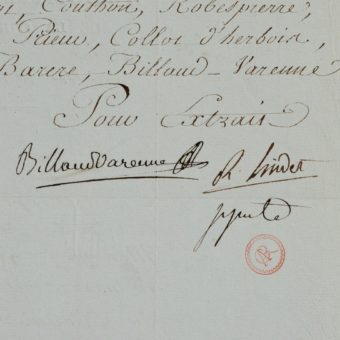 Couthon, Robespierre,
Prieur, Collot d'herbois,
Barere, Billaud-Varenne
Pour Extrait
Billaud Varenne R. Lindet